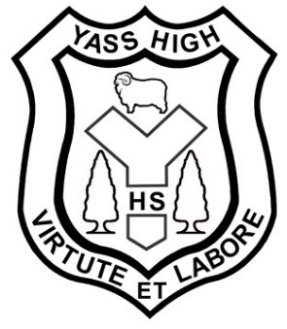 YASS HIGH
Y
HS
VIRTUTE ET LABORE